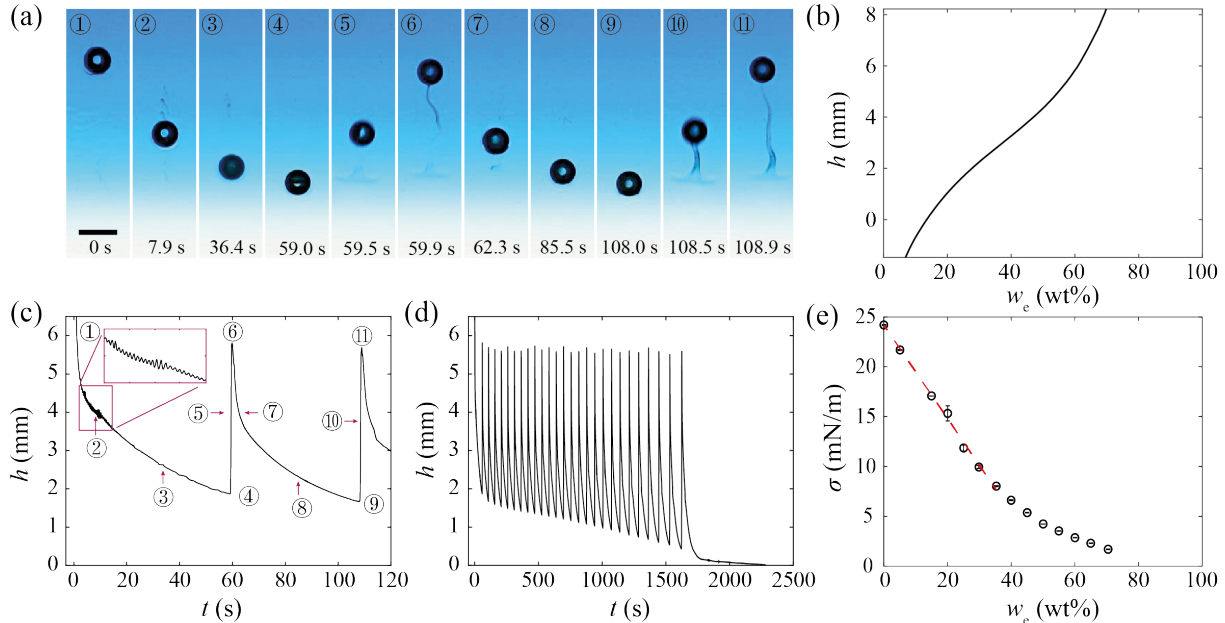 (a)
① ② ③ ④ ⑤ ⑥ ⑦ ⑧ ⑨ ⑩ ⑪
0 s 7.9 s 36.4 s 59.0 s 59.5 s 59.9 s 62.3 s 85.5 s 108.0 s 108.5 s 108.9 s
(b)
8
6
4
2
0
h (mm)
0 20 40 60 80 100
wₑ (wt%)
(c)
6
5
4
3
2
1
0
h (mm)
① ② ③ ④ ⑤ ⑥ ⑦ ⑧ ⑨ ⑩ ⑪
0 20 40 60 80 100 120
t (s)
(d)
6
5
4
3
2
1
0
h (mm)
0 500 1000 1500 2000 2500
t (s)
(e)
25
20
15
10
5
0
σ (mN/m)
0 20 40 60 80 100
wₑ (wt%)